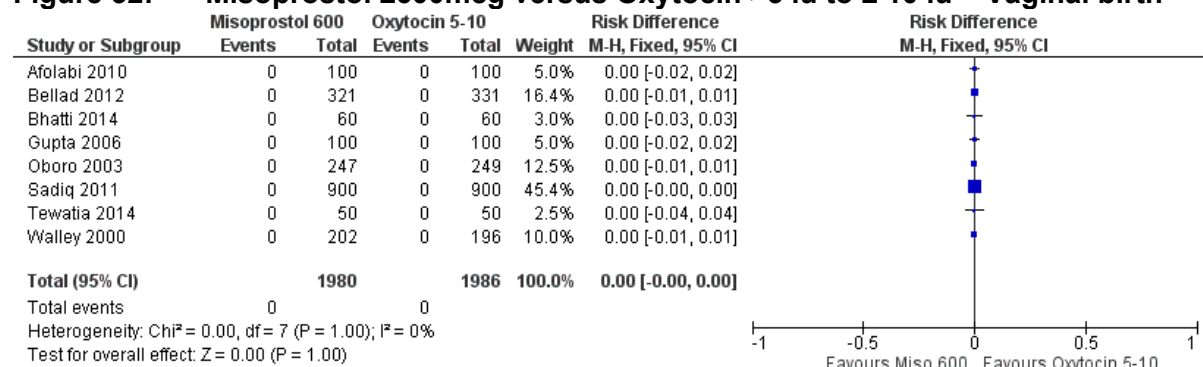 Misoprostol versus Oxytocin vaginal birth
Misoprostol 600 Oxytocin 5-10 Risk Difference Risk Difference
Study or Subgroup Events Total Events Total Weight M-H, Fixed, 95% CI M-H, Fixed, 95% CI
Afolabi 2010 0 100 0 100 5.0% 0.00 [-0.02, 0.02]
Bellad 2012 0 321 0 331 16.4% 0.00 [-0.01, 0.01]
Bhatti 2014 0 60 0 60 3.0% 0.00 [-0.03, 0.03]
Gupta 2006 0 100 0 100 5.0% 0.00 [-0.02, 0.02]
Oboro 2003 0 247 0 249 12.5% 0.00 [-0.01, 0.01]
Sadiq 2011 0 900 0 900 45.4% 0.00 [-0.00, 0.00]
Tewatia 2014 0 50 0 50 2.5% 0.00 [-0.04, 0.04]
Walley 2000 0 202 0 196 10.0% 0.00 [-0.01, 0.01]
Total (95% CI) 1980 1986 100.0% 0.00 [-0.00, 0.00]
Total events 0 0
Heterogeneity: Chi² = 0.00, df = 7 (P = 1.00); I² = 0%
Test for overall effect: Z = 0.00 (P = 1.00)
-1 -0.5 0 0.5 1
Favours Miso 600 Favours Oxytocin 5-10